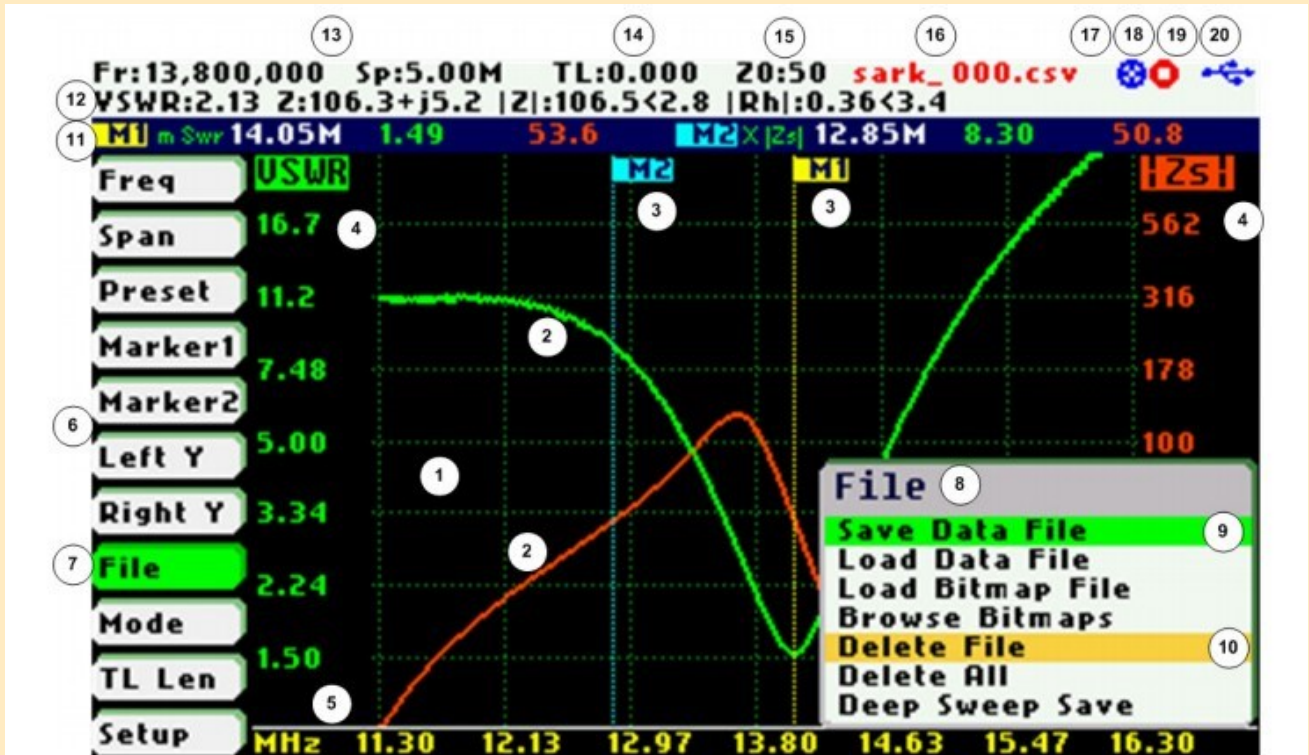 13 14 15 16 17 18 19 20
Fr:13,800,000 Sp:5.00M TL:0.000 Z0:50 sark_000.csv
12 VSWR:2.13 Z:106.3+j5.2 |Z|:106.5<2.8 |Rh|:0.36<3.4
11 M1 m Swr 14.05M 1.49 53.6 M2 X |Zs| 12.85M 8.30 50.8
Freq VSWR M2 M1 |Zs|
3 3
Span 16.7 4 562 4
Preset 11.2 316
2
Marker1
7.48 178
Marker2
6
Left Y 5.00 100
1
File 8
Right Y 3.34
Save Data File 9
2
7 File
Load Data File
2.24
Load Bitmap File
Mode
Browse Bitmaps
Delete File 10
1.50
TL Len
Delete All
5
Deep Sweep Save
Setup
MHz 11.30 12.13 12.97 13.80 14.63 15.47 16.30